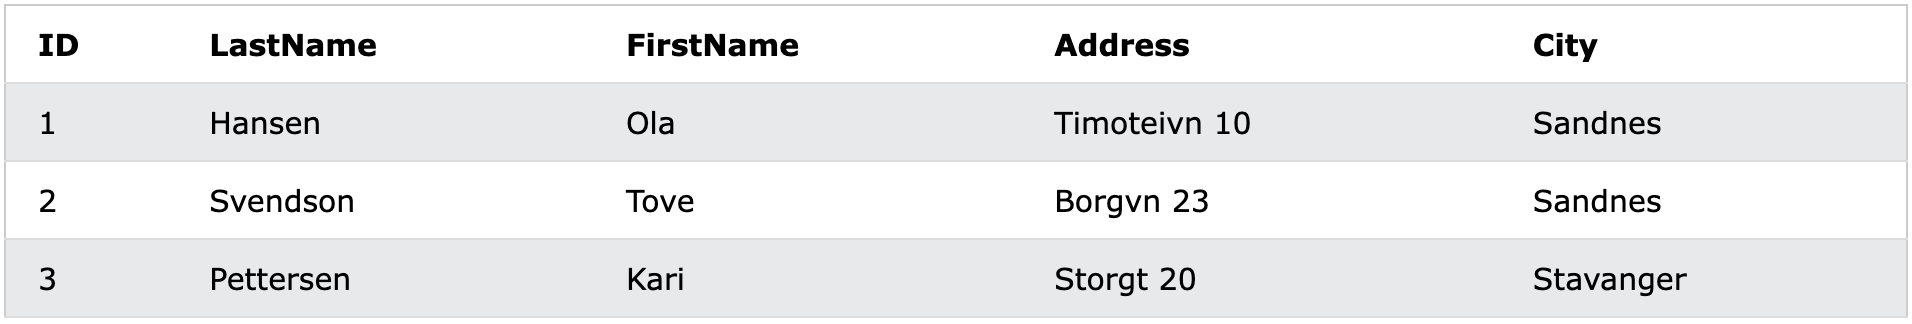 ID LastName FirstName Address City
1 Hansen Ola Timoteivn 10 Sandnes
2 Svendson Tove Borgvn 23 Sandnes
3 Pettersen Kari Storgt 20 Stavanger